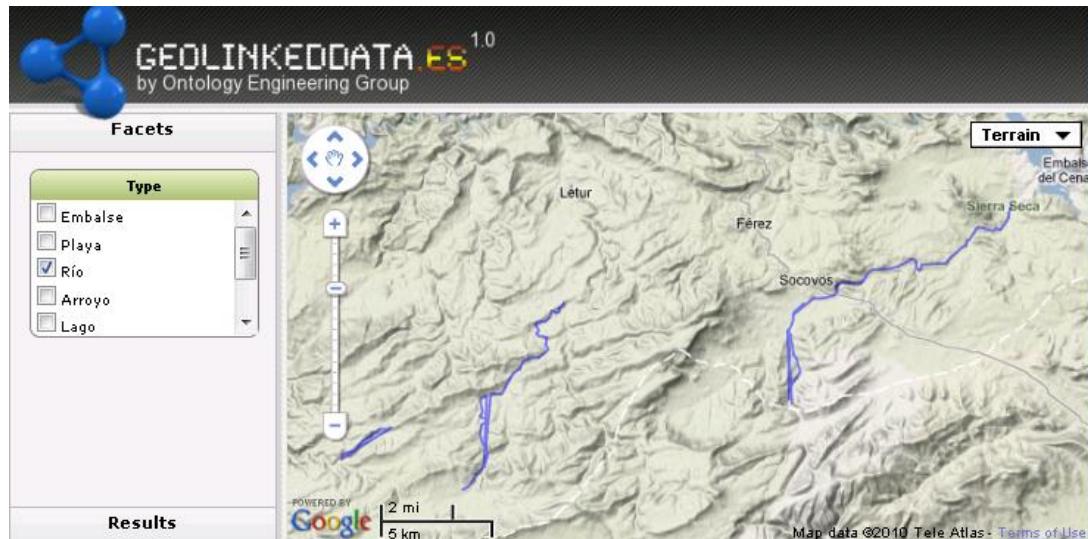 GEOLINKEDDATA.ES 1.0
by Ontology Engineering Group
Facets
Type
Embalse
Playa
Río
Arroyo
Lago
Results
Terrain
Embals
del Cena
Sierra Seca
Létur
Férez
Socovos
POWERED BY
Google
2 mi
5 km
Map data ©2010 Tele Atlas - Terms of Use